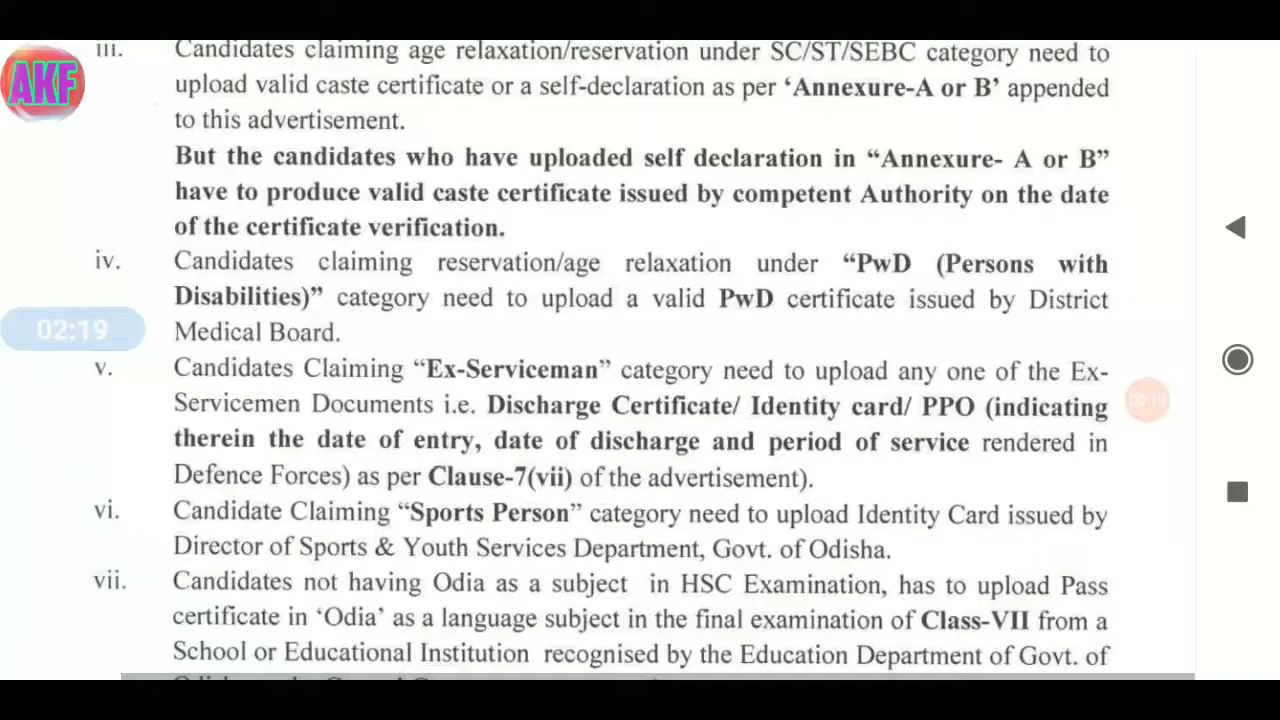 AKF
iii. Candidates claiming age relaxation/reservation under SC/ST/SEBC category need to
upload valid caste certificate or a self-declaration as per ‘Annexure-A or B’ appended
to this advertisement.
But the candidates who have uploaded self declaration in “Annexure- A or B”
have to produce valid caste certificate issued by competent Authority on the date
of the certificate verification.
iv. Candidates claiming reservation/age relaxation under “PwD (Persons with
Disabilities)” category need to upload a valid PwD certificate issued by District
02:19
Medical Board.
v. Candidates Claiming “Ex-Serviceman” category need to upload any one of the Ex-
Servicemen Documents i.e. Discharge Certificate/ Identity card/ PPO (indicating
therein the date of entry, date of discharge and period of service rendered in
Defence Forces) as per Clause-7(vii) of the advertisement).
vi. Candidate Claiming “Sports Person” category need to upload Identity Card issued by
Director of Sports & Youth Services Department, Govt. of Odisha.
vii. Candidates not having Odia as a subject in HSC Examination, has to upload Pass
certificate in ‘Odia’ as a language subject in the final examination of Class-VII from a
School or Educational Institution recognised by the Education Department of Govt. of